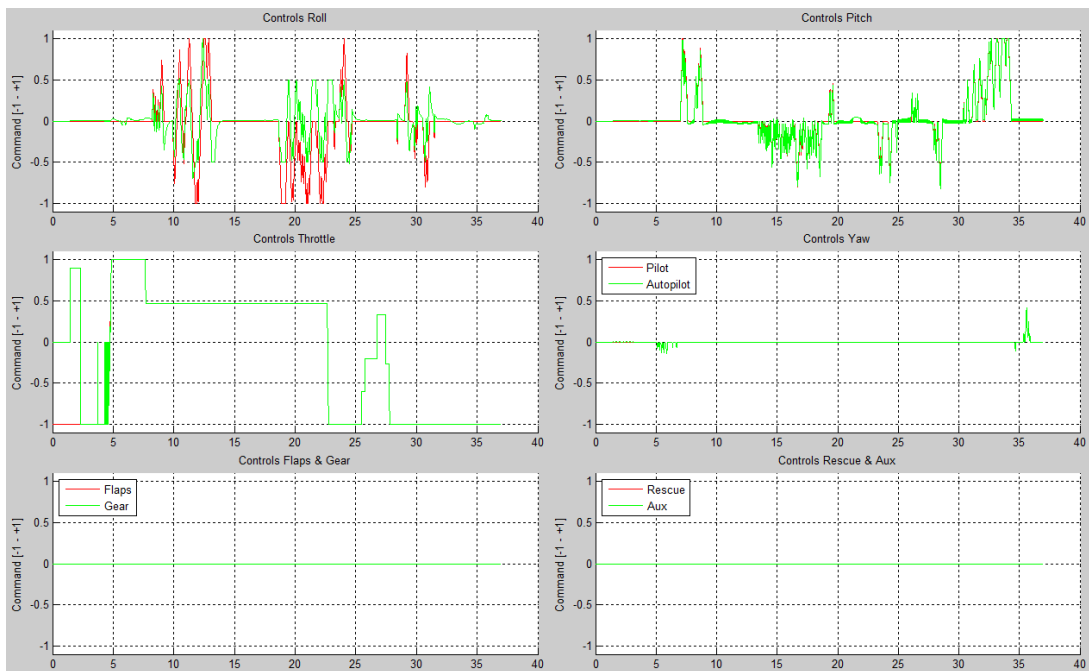 Controls Roll
Command [-1 - +1]
1
0.5
0
-0.5
-1
0 5 10 15 20 25 30 35 40
Controls Pitch
Command [-1 - +1]
1
0.5
0
-0.5
-1
0 5 10 15 20 25 30 35 40
Controls Throttle
Command [-1 - +1]
1
0.5
0
-0.5
-1
0 5 10 15 20 25 30 35 40
Controls Yaw
Pilot
Autopilot
Command [-1 - +1]
1
0.5
0
-0.5
-1
0 5 10 15 20 25 30 35 40
Controls Flaps & Gear
Flaps
Gear
Command [-1 - +1]
1
0.5
0
-0.5
-1
0 5 10 15 20 25 30 35 40
Controls Rescue & Aux
Rescue
Aux
Command [-1 - +1]
1
0.5
0
-0.5
-1
0 5 10 15 20 25 30 35 40